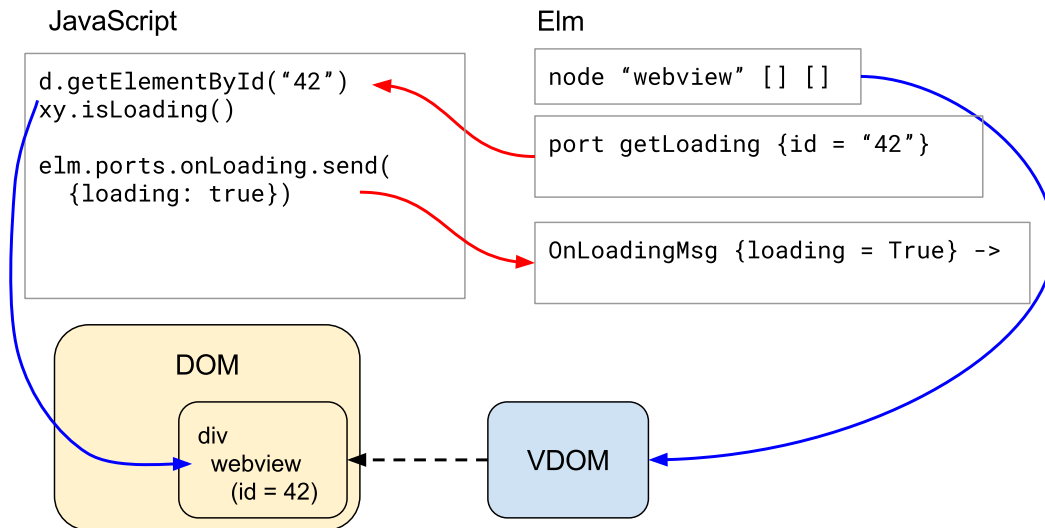 JavaScript
d.getElementById(“42”)
xy.isLoading()
elm.ports.onLoading.send(
{loading: true})
Elm
node “webview” [] []
port getLoading {id = “42”}
OnLoadingMsg {loading = True} ->
DOM
div
webview
(id = 42)
VDOM